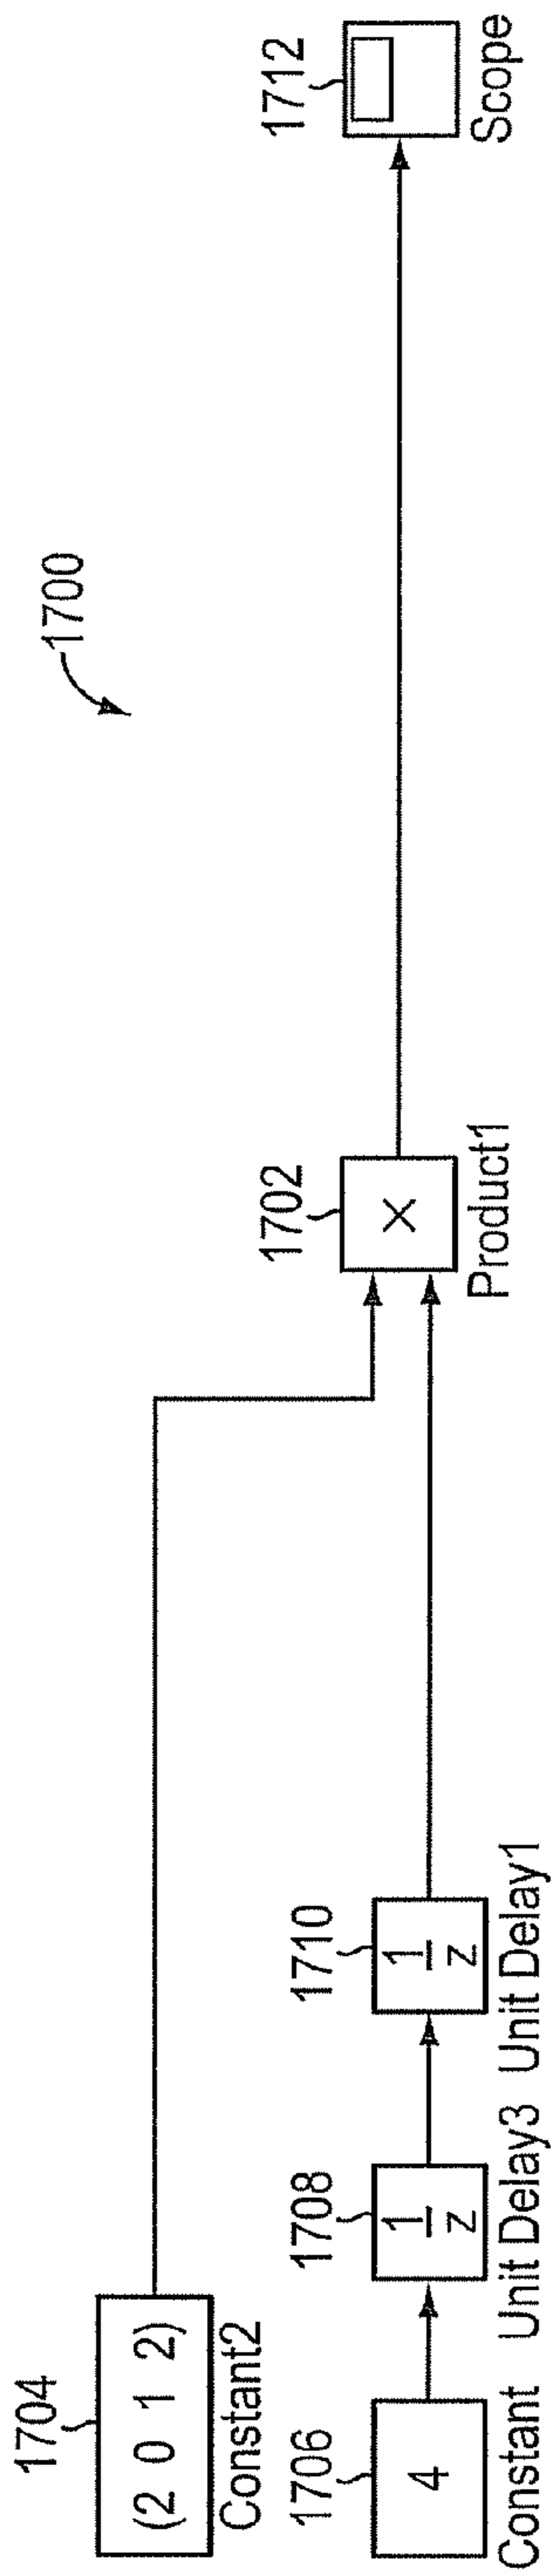 1700
1704
(2 0 1 2)
Constant2
1706
4
Constant
1708
1
z
Unit Delay3
1710
1
z
Unit Delay1
1702
×
Product1
1712
Scope